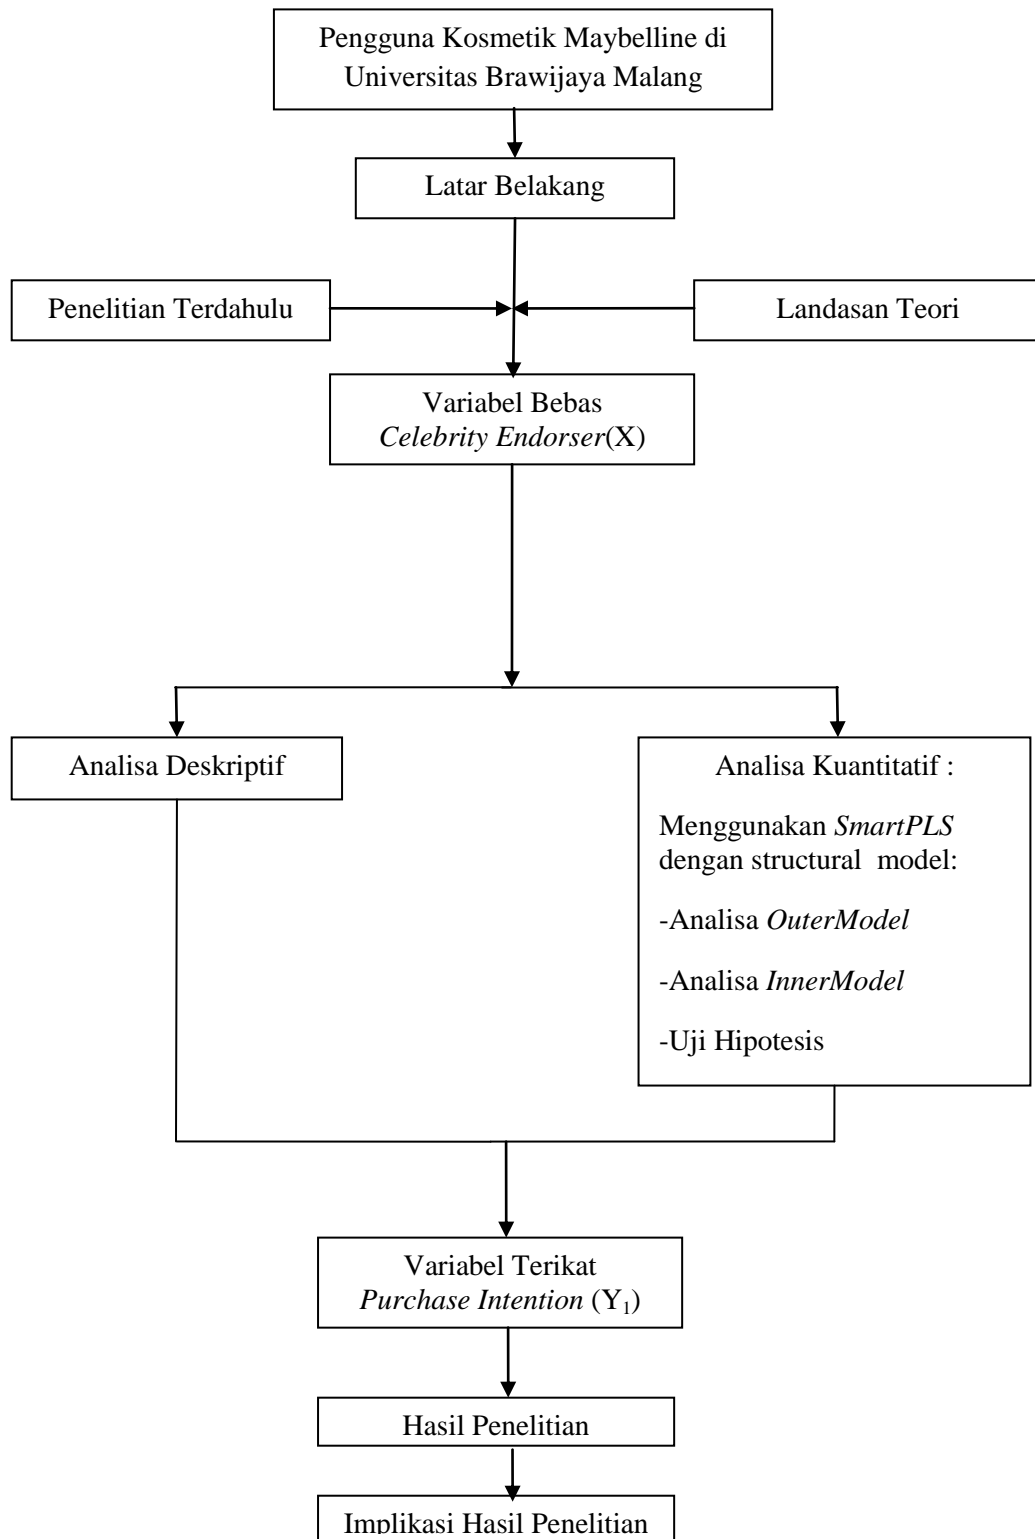 Pengguna Kosmetik Maybelline di
Universitas Brawijaya Malang
Latar Belakang
Penelitian Terdahulu
Landasan Teori
Variabel Bebas
Celebrity Endorser(X)
Analisa Deskriptif
Analisa Kuantitatif :
Menggunakan SmartPLS
dengan structural  model:
-Analisa OuterModel
-Analisa InnerModel
-Uji Hipotesis
Variabel Terikat
Purchase Intention (Y₁)
Hasil Penelitian
Implikasi Hasil Penelitian